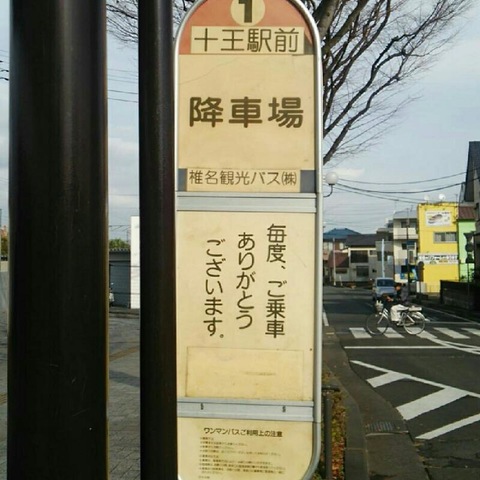 1
十王駅前
降車場
椎名観光バス㈱
毎度、ご乗車
ありがとう
ございます。
ワンマンバスご利用上の注意